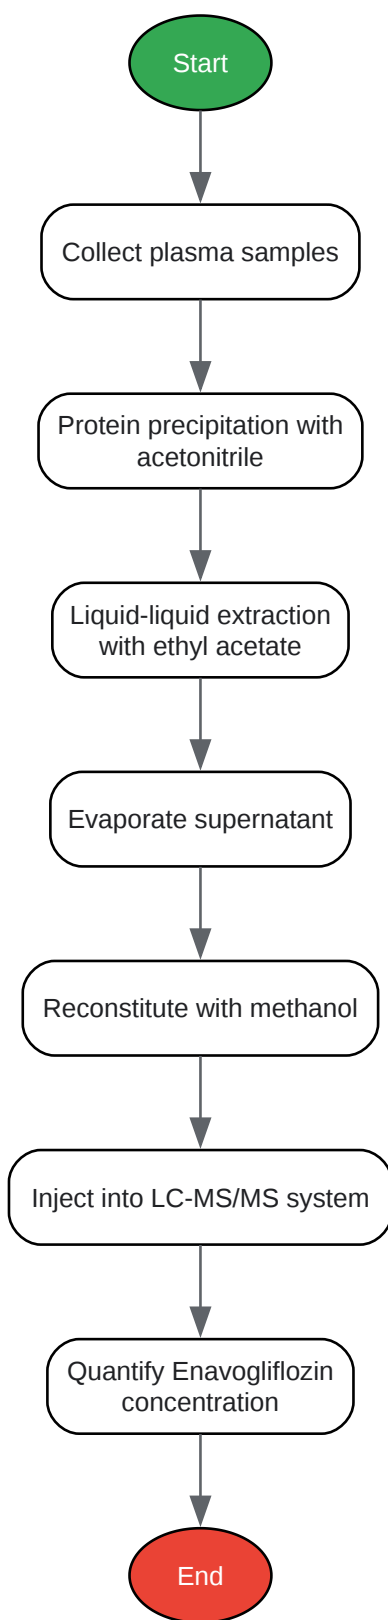 Start
Collect plasma samples
Protein precipitation with
acetonitrile
Liquid-liquid extraction
with ethyl acetate
Evaporate supernatant
Reconstitute with methanol
Inject into LC-MS/MS system
Quantify Enavogliflozin
concentration
End